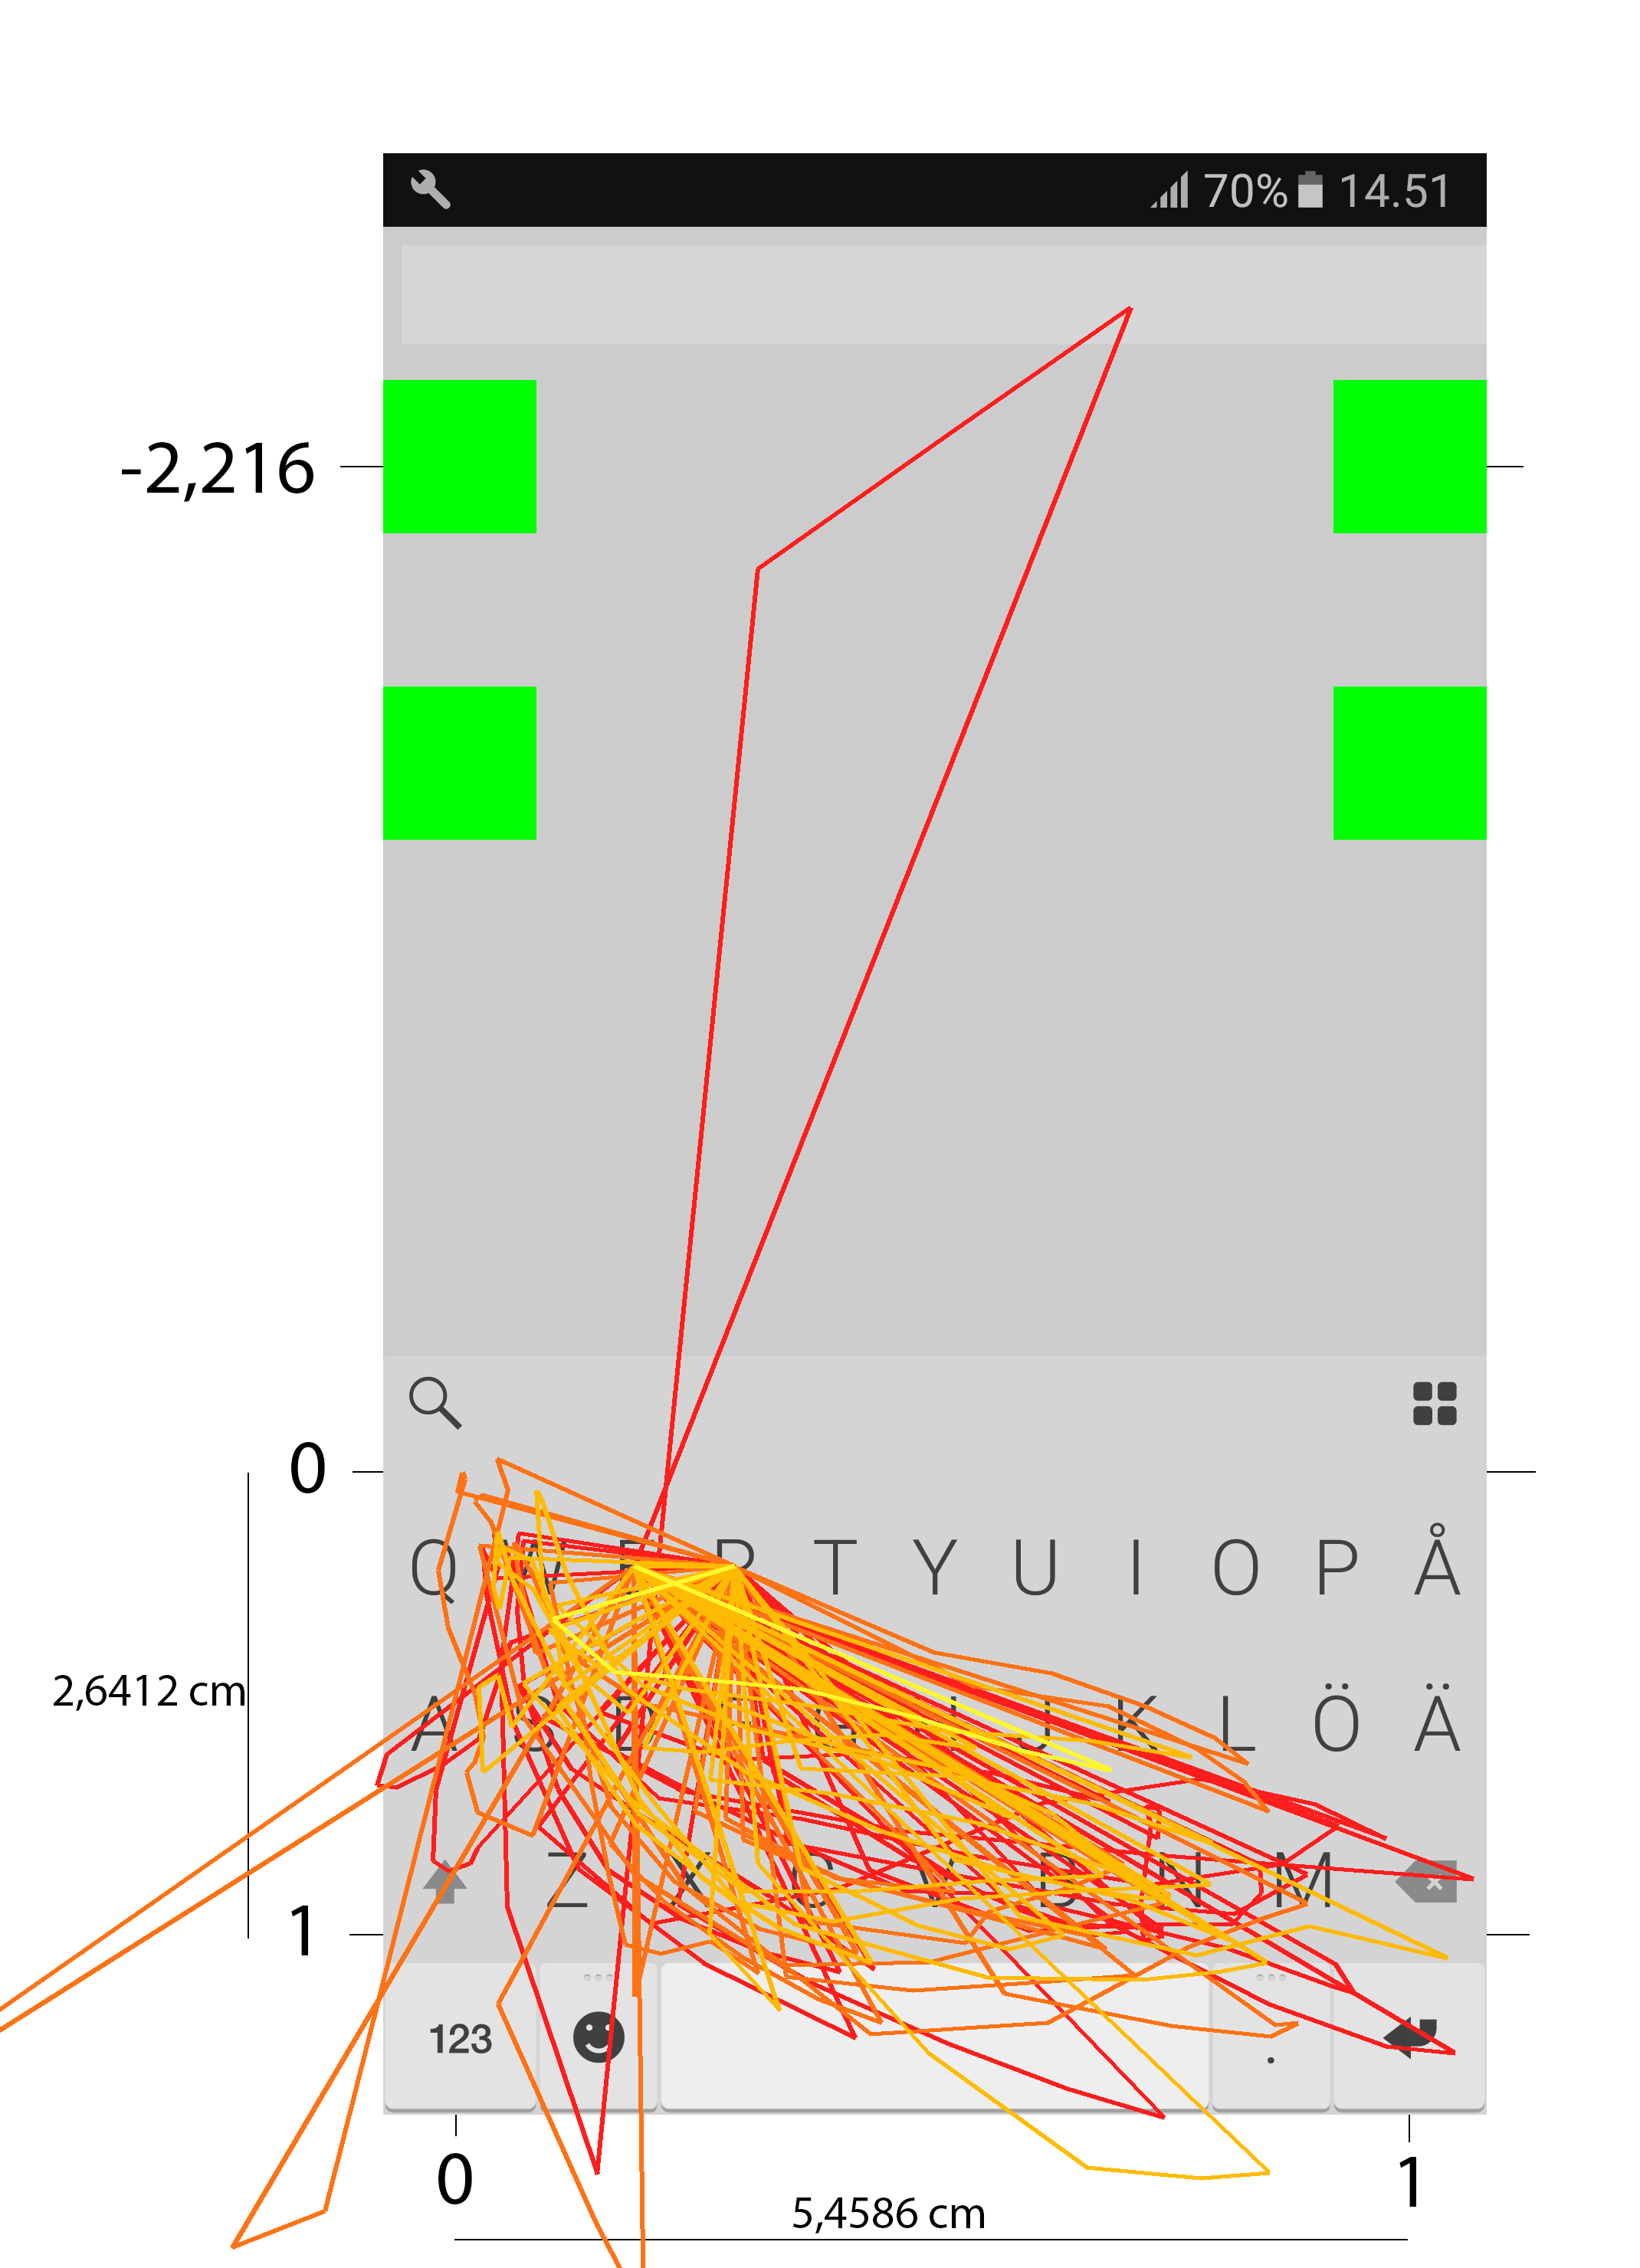 70% 14.51
-2,216
0
Q W E R T Y U I O P Å
2,6412 cm
A S D H J K L Ö Ä
Z X C V B N M
1
123
.
0 1
5,4586 cm